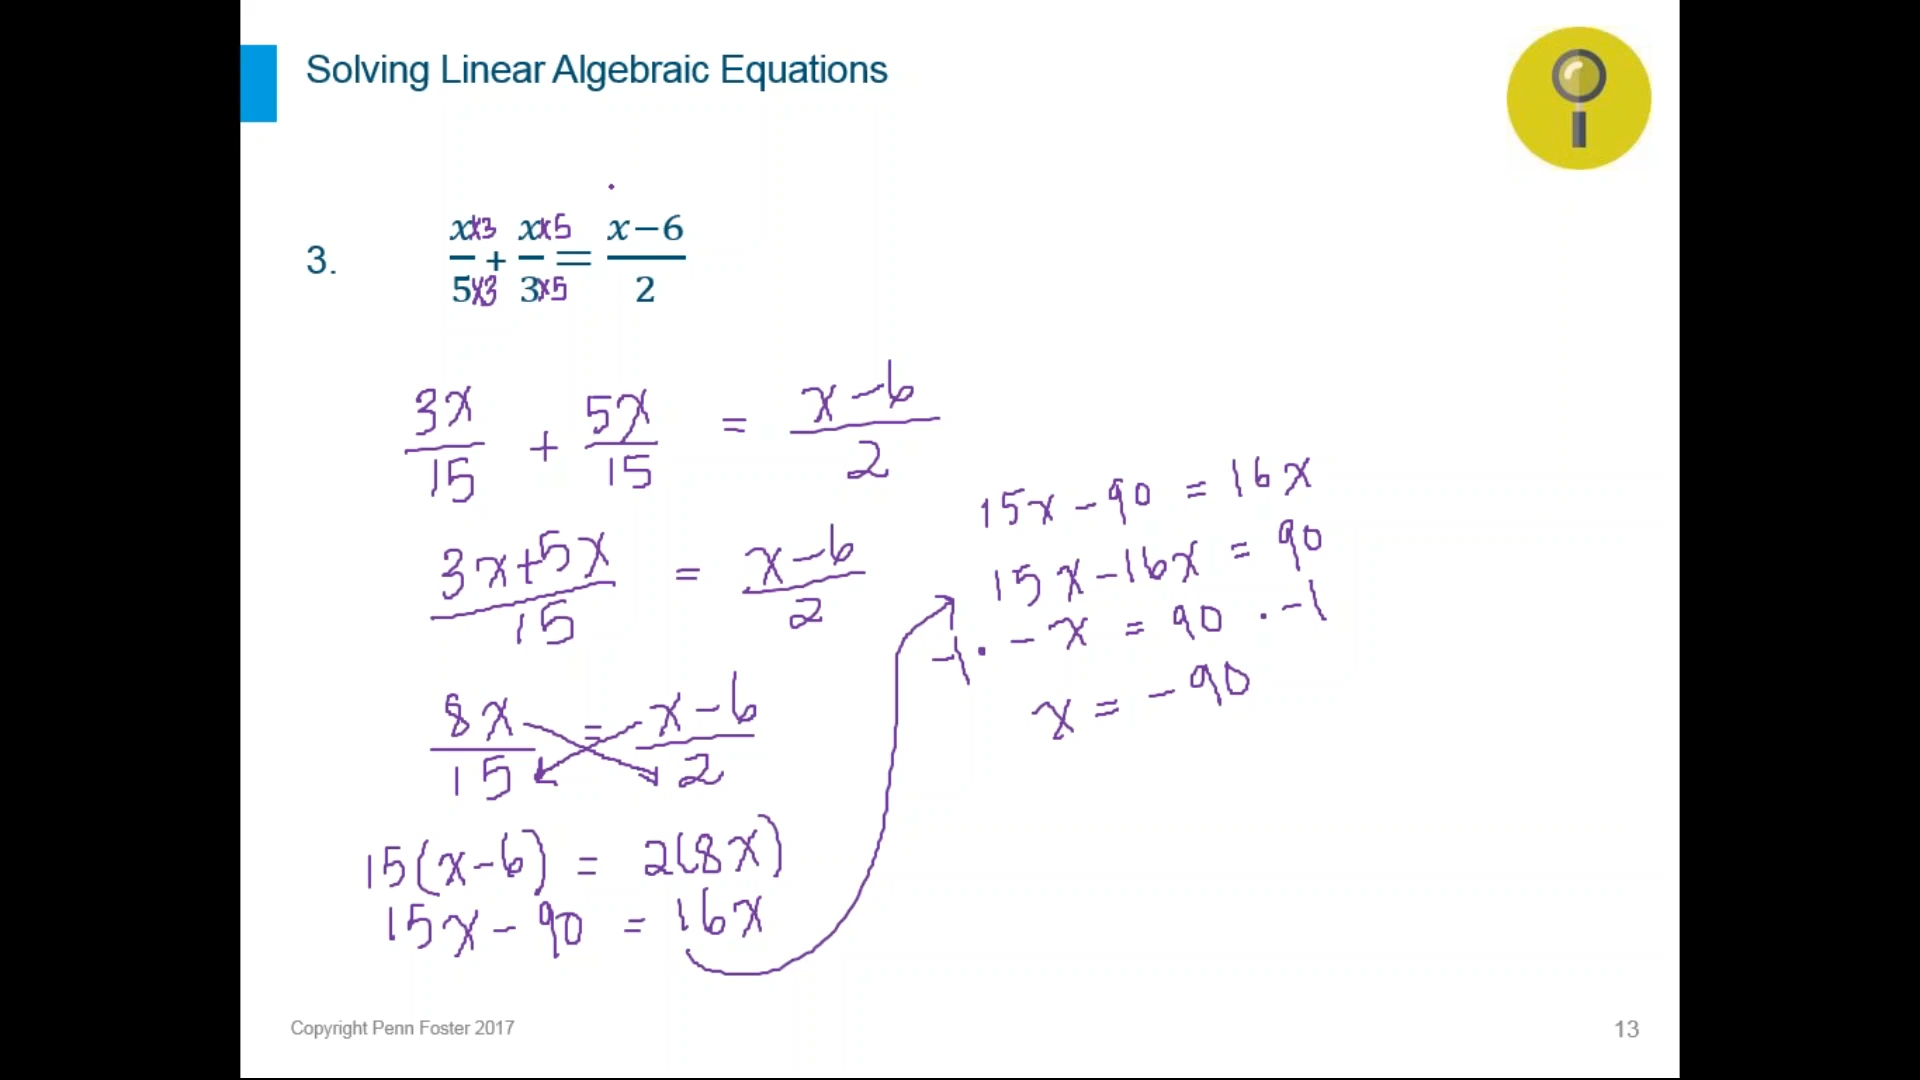 Solving Linear Algebraic Equations
3. x×3/5×3 + x×5/3×5 = x−6/2
3x/15 + 5x/15 = x−6/2
3x+5x/15 = x−6/2
8x/15 = x−6/2
15(x−6) = 2(8x)
15x − 90 = 16x
15x − 90 = 16x
15x − 16x = 90
−1 · − x = 90 · −1
x = − 90
Copyright Penn Foster 2017
13